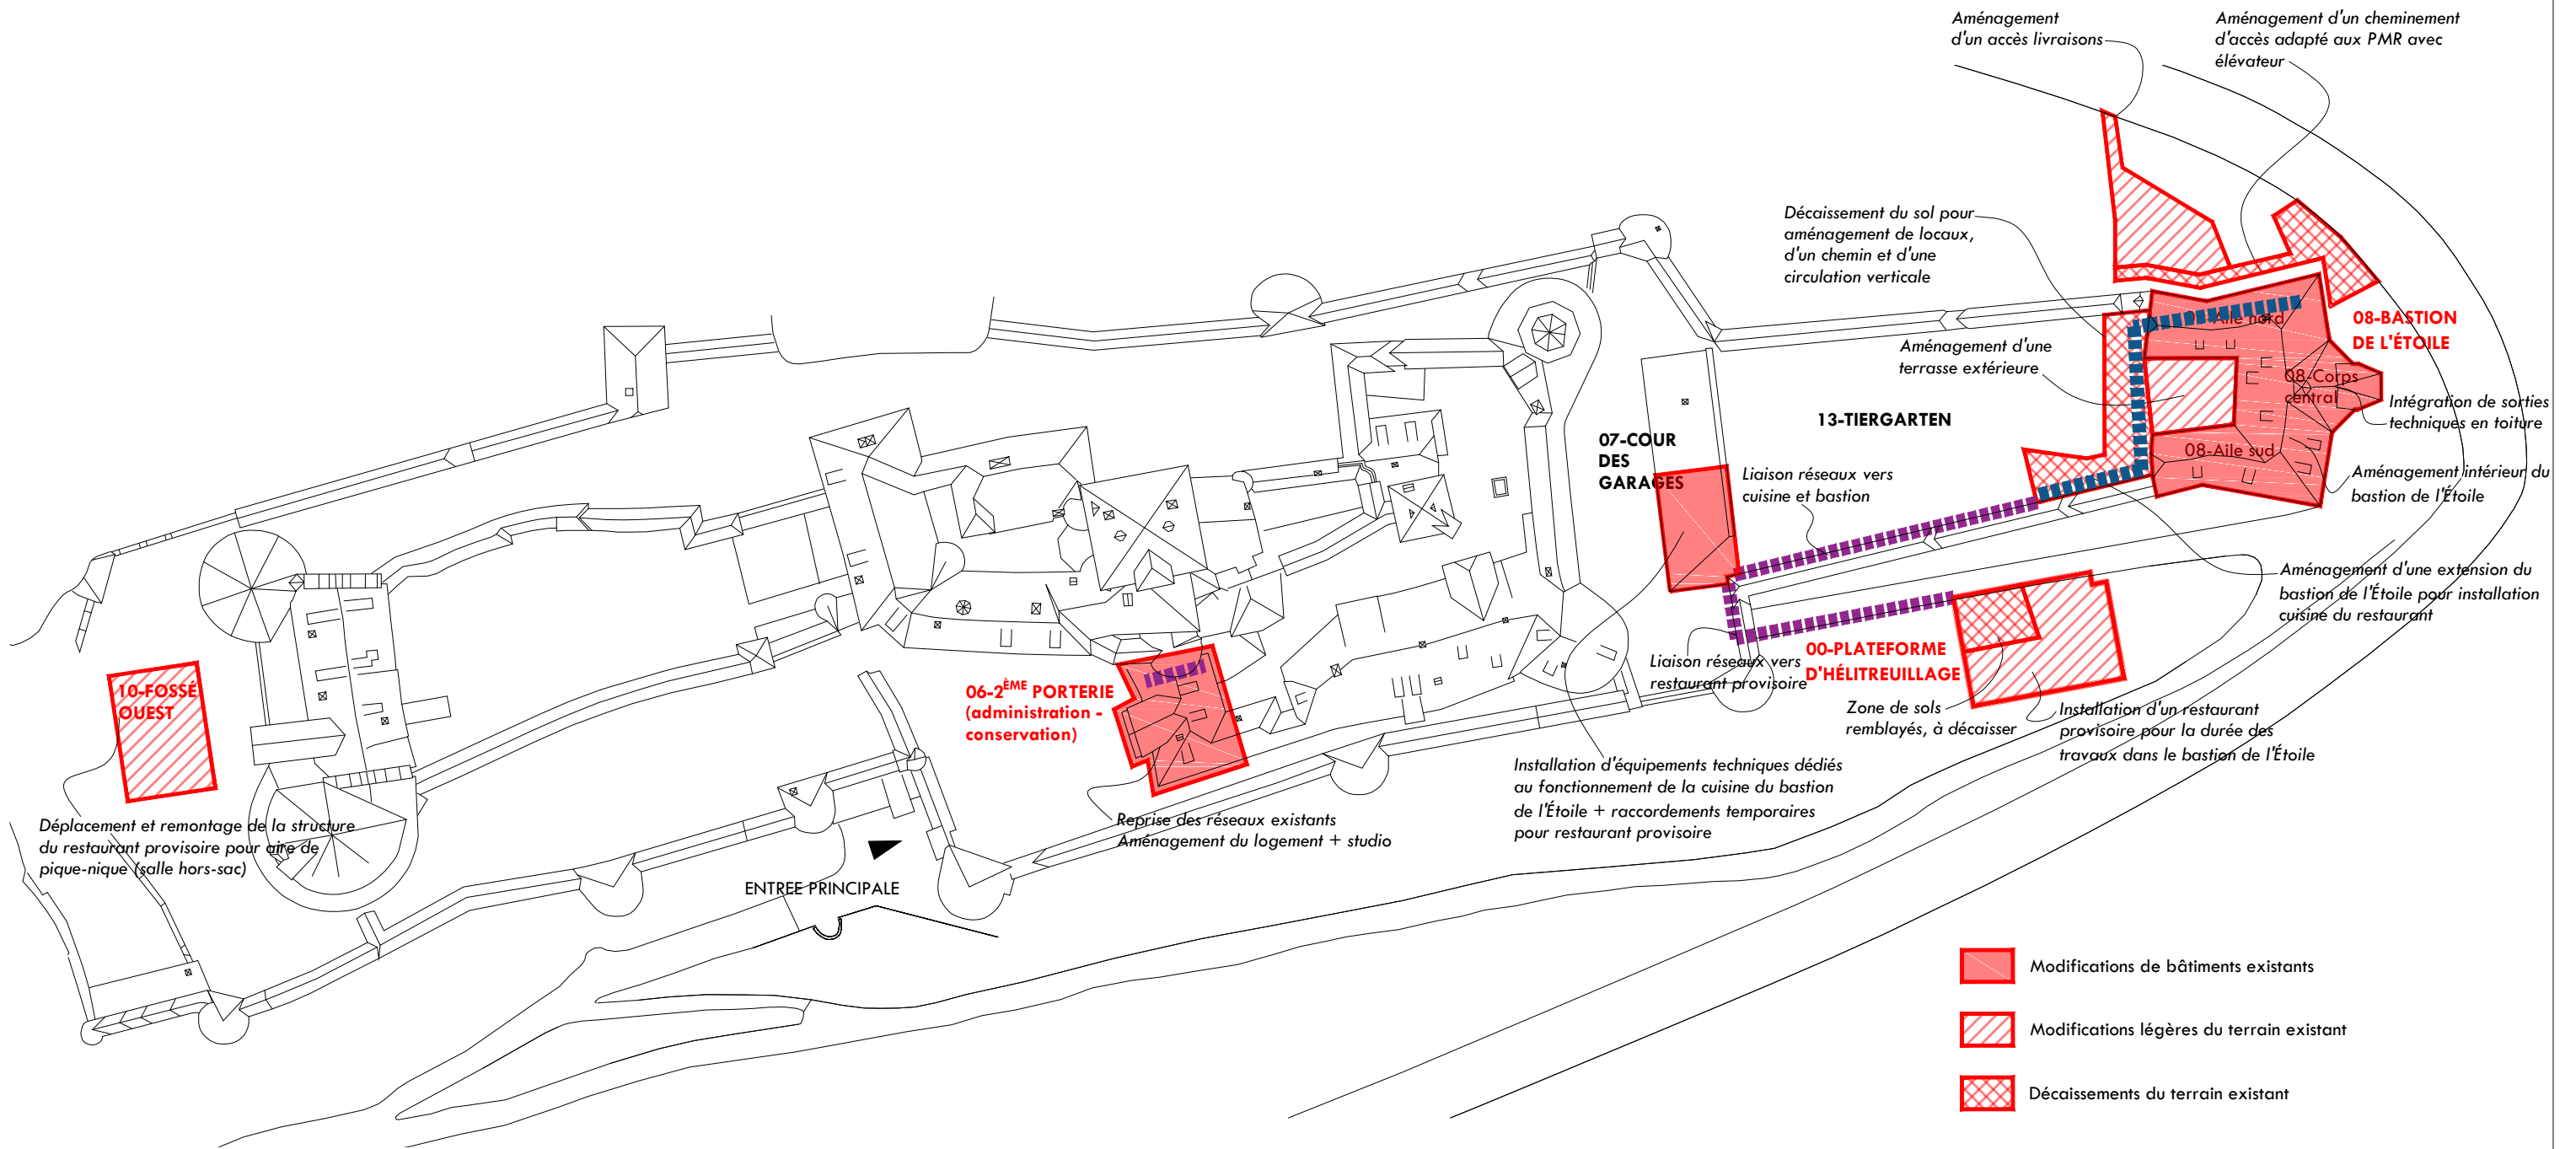 Aménagement
d'un accès livraisons
Aménagement d'un cheminement
d'accès adapté aux PMR avec
élévateur
Décaissement du sol pour
aménagement de locaux,
d'un chemin et d'une
circulation verticale
08-Aile nord
08-BASTION
DE L'ÉTOILE
Aménagement d'une
terrasse extérieure
08-Corps
central
Intégration de sorties
techniques en toiture
13-TIERGARTEN
07-COUR
DES
GARAGES
08-Aile sud
Liaison réseaux vers
cuisine et bastion
Aménagement intérieur du
bastion de l'Étoile
Aménagement d'une extension du
bastion de l'Étoile pour installation
cuisine du restaurant
Liaison réseaux vers
restaurant provisoire
00-PLATEFORME
D'HÉLITREUILLAGE
10-FOSSÉ
OUEST
06-2ÈME PORTERIE
(administration -
conservation)
Zone de sols
remblayés, à décaisser
Installation d'un restaurant
provisoire pour la durée des
travaux dans le bastion de l'Étoile
Installation d'équipements techniques dédiés
au fonctionnement de la cuisine du bastion
de l'Étoile + raccordements temporaires
pour restaurant provisoire
Déplacement et remontage de la structure
du restaurant provisoire pour aire de
pique-nique (salle hors-sac)
Reprise des réseaux existants
Aménagement du logement + studio
ENTREE PRINCIPALE
Modifications de bâtiments existants
Modifications légères du terrain existant
Décaissements du terrain existant